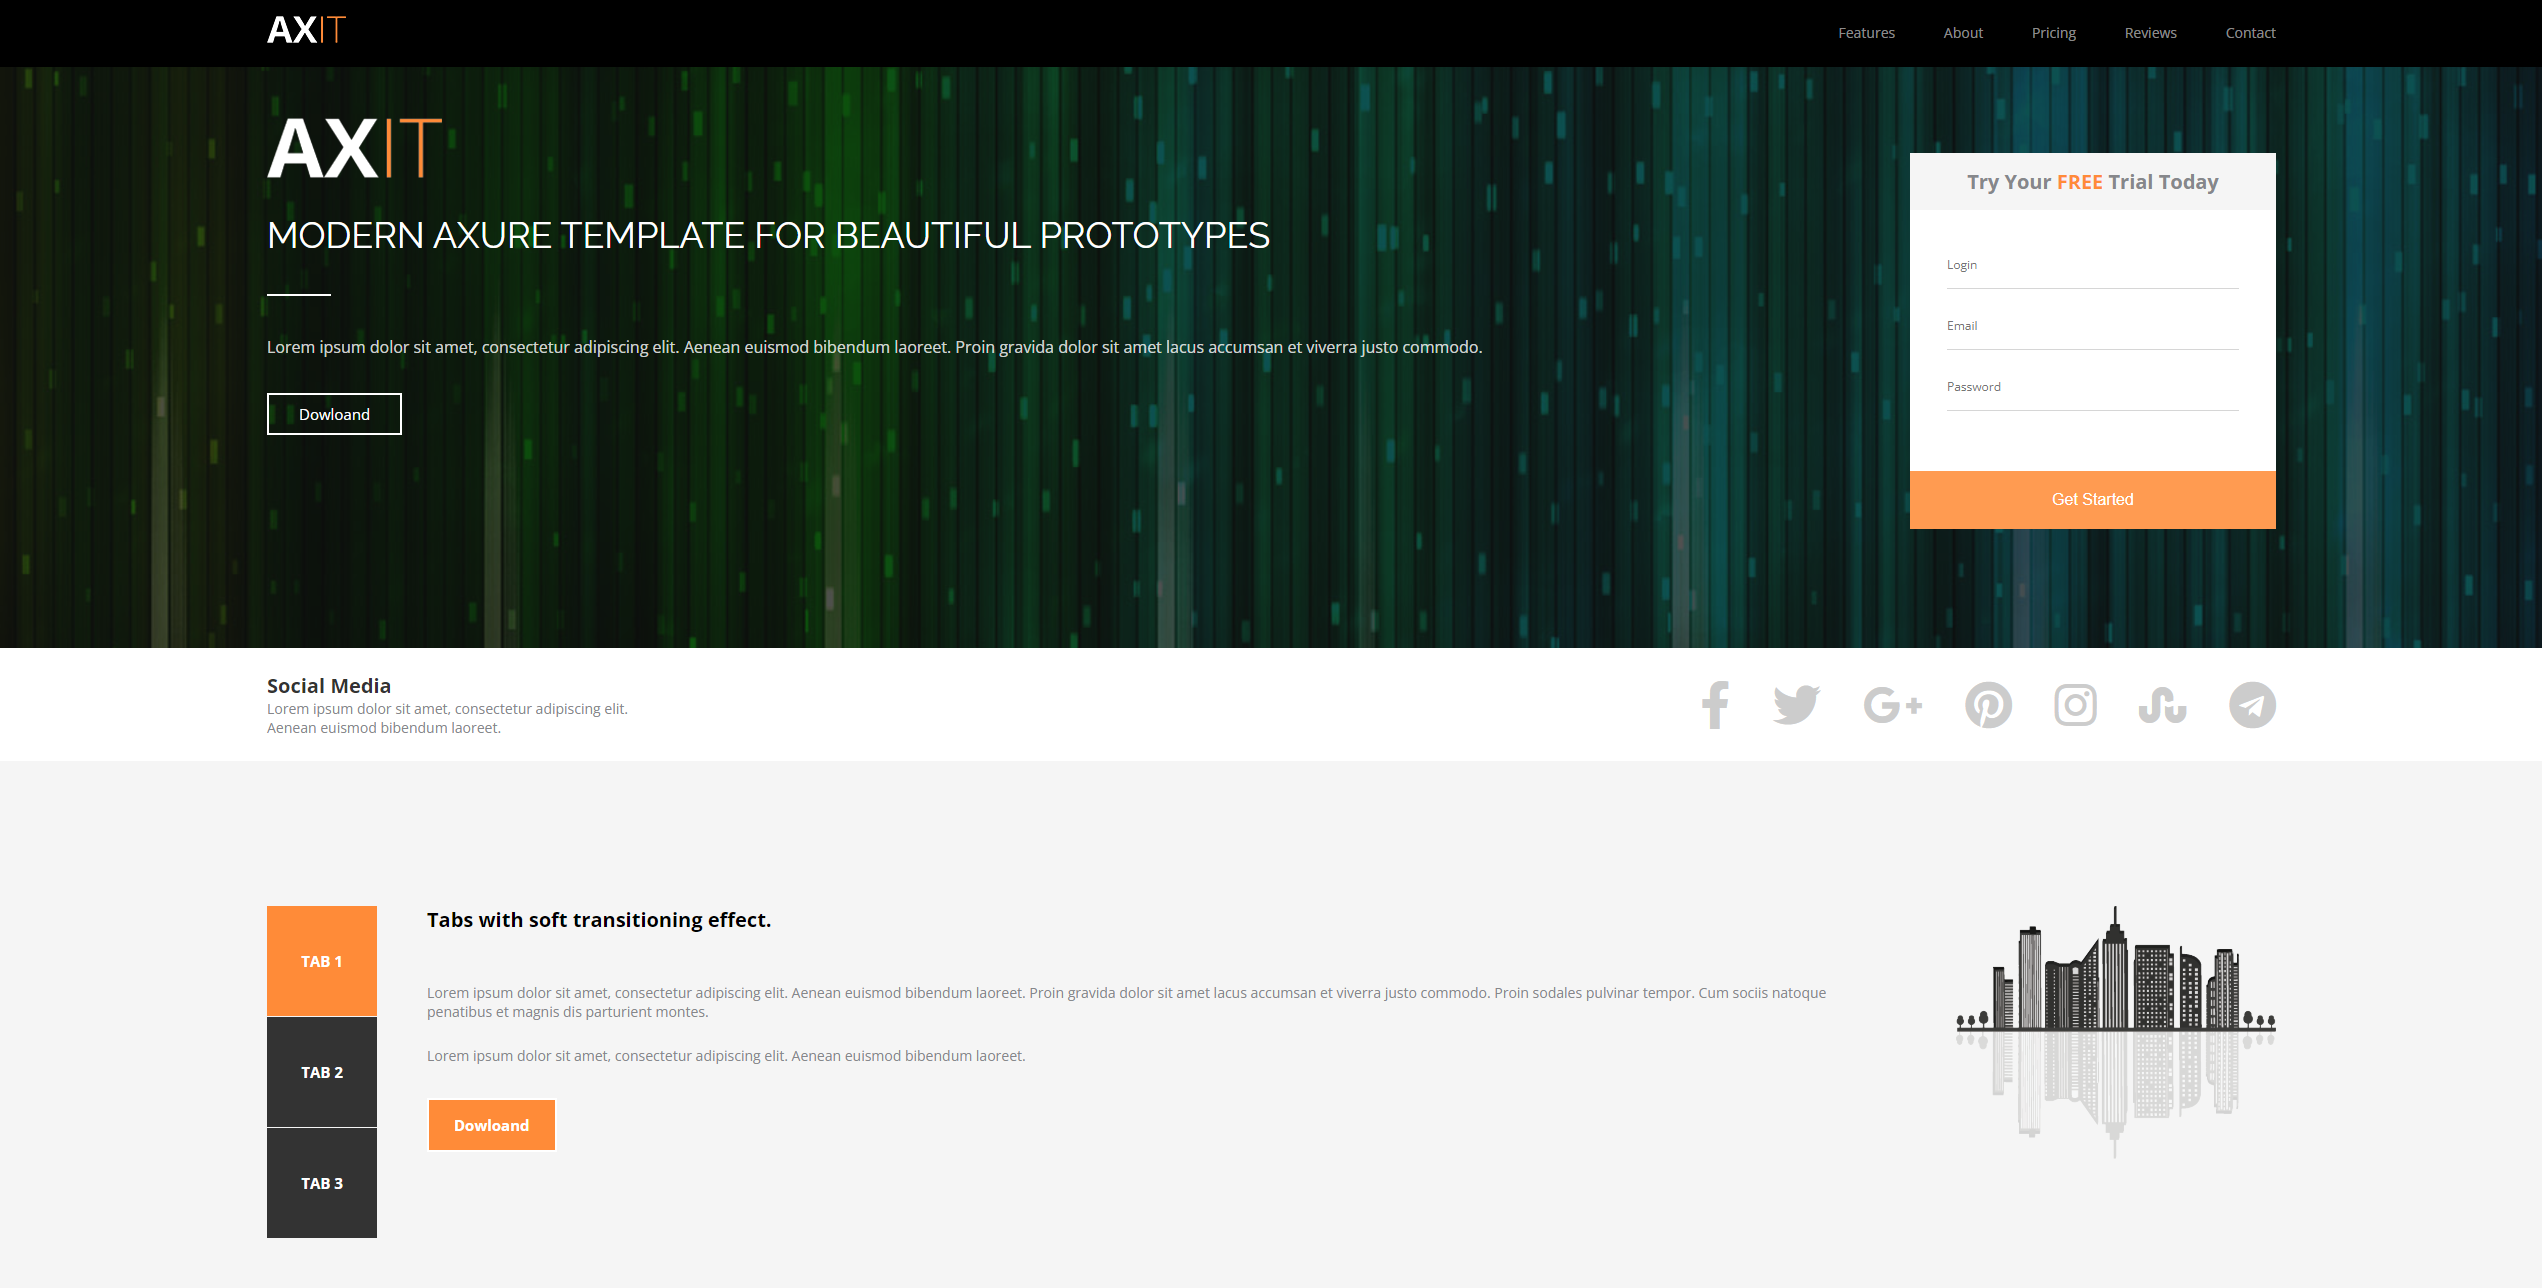 AXIT
Features About Pricing Reviews Contact
AXIT
MODERN AXURE TEMPLATE FOR BEAUTIFUL PROTOTYPES
Lorem ipsum dolor sit amet, consectetur adipiscing elit. Aenean euismod bibendum laoreet. Proin gravida dolor sit amet lacus accumsan et viverra justo commodo.
Dowloand
Try Your FREE Trial Today
Login
Email
Password
Get Started
Social Media
Lorem ipsum dolor sit amet, consectetur adipiscing elit.
Aenean euismod bibendum laoreet.
TAB 1
TAB 2
TAB 3
Tabs with soft transitioning effect.
Lorem ipsum dolor sit amet, consectetur adipiscing elit. Aenean euismod bibendum laoreet. Proin gravida dolor sit amet lacus accumsan et viverra justo commodo. Proin sodales pulvinar tempor. Cum sociis natoque
penatibus et magnis dis parturient montes.
Lorem ipsum dolor sit amet, consectetur adipiscing elit. Aenean euismod bibendum laoreet.
Dowloand